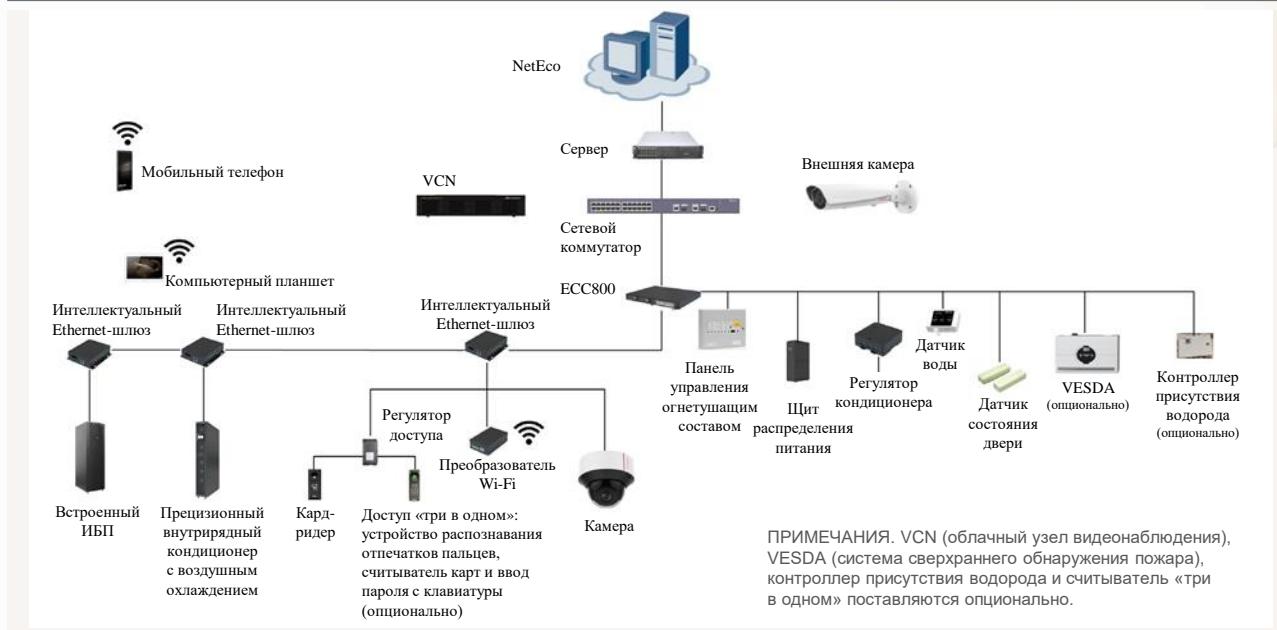 NetEco
Сервер
Мобильный телефон
Внешняя камера
VCN
Сетевой
коммутатор
Компьютерный планшет
ECC800
Интеллектуальный
Ethernet-шлюз
Интеллектуальный
Ethernet-шлюз
Интеллектуальный
Ethernet-шлюз
Датчик
воды
Панель
управления
огнетушащим
составом
Щит
распределения
питания
Регулятор
кондиционера
Датчик
состояния
двери
VESDA
(опционально)
Контроллер
присутствия
водорода
(опционально)
Регулятор
доступа
Преобразователь
Wi-Fi
Встроенный
ИБП
Прецизионный
внутрирядный
кондиционер
с воздушным
охлаждением
Кард-
ридер
Доступ «три в одном»:
устройство распознавания
отпечатков пальцев,
считыватель карт и ввод
пароля с клавиатуры
(опционально)
Камера
ПРИМЕЧАНИЯ. VCN (облачный узел видеонаблюдения),
VESDA (система сверхраннего обнаружения пожара),
контроллер присутствия водорода и считыватель «три
в одном» поставляются опционально.